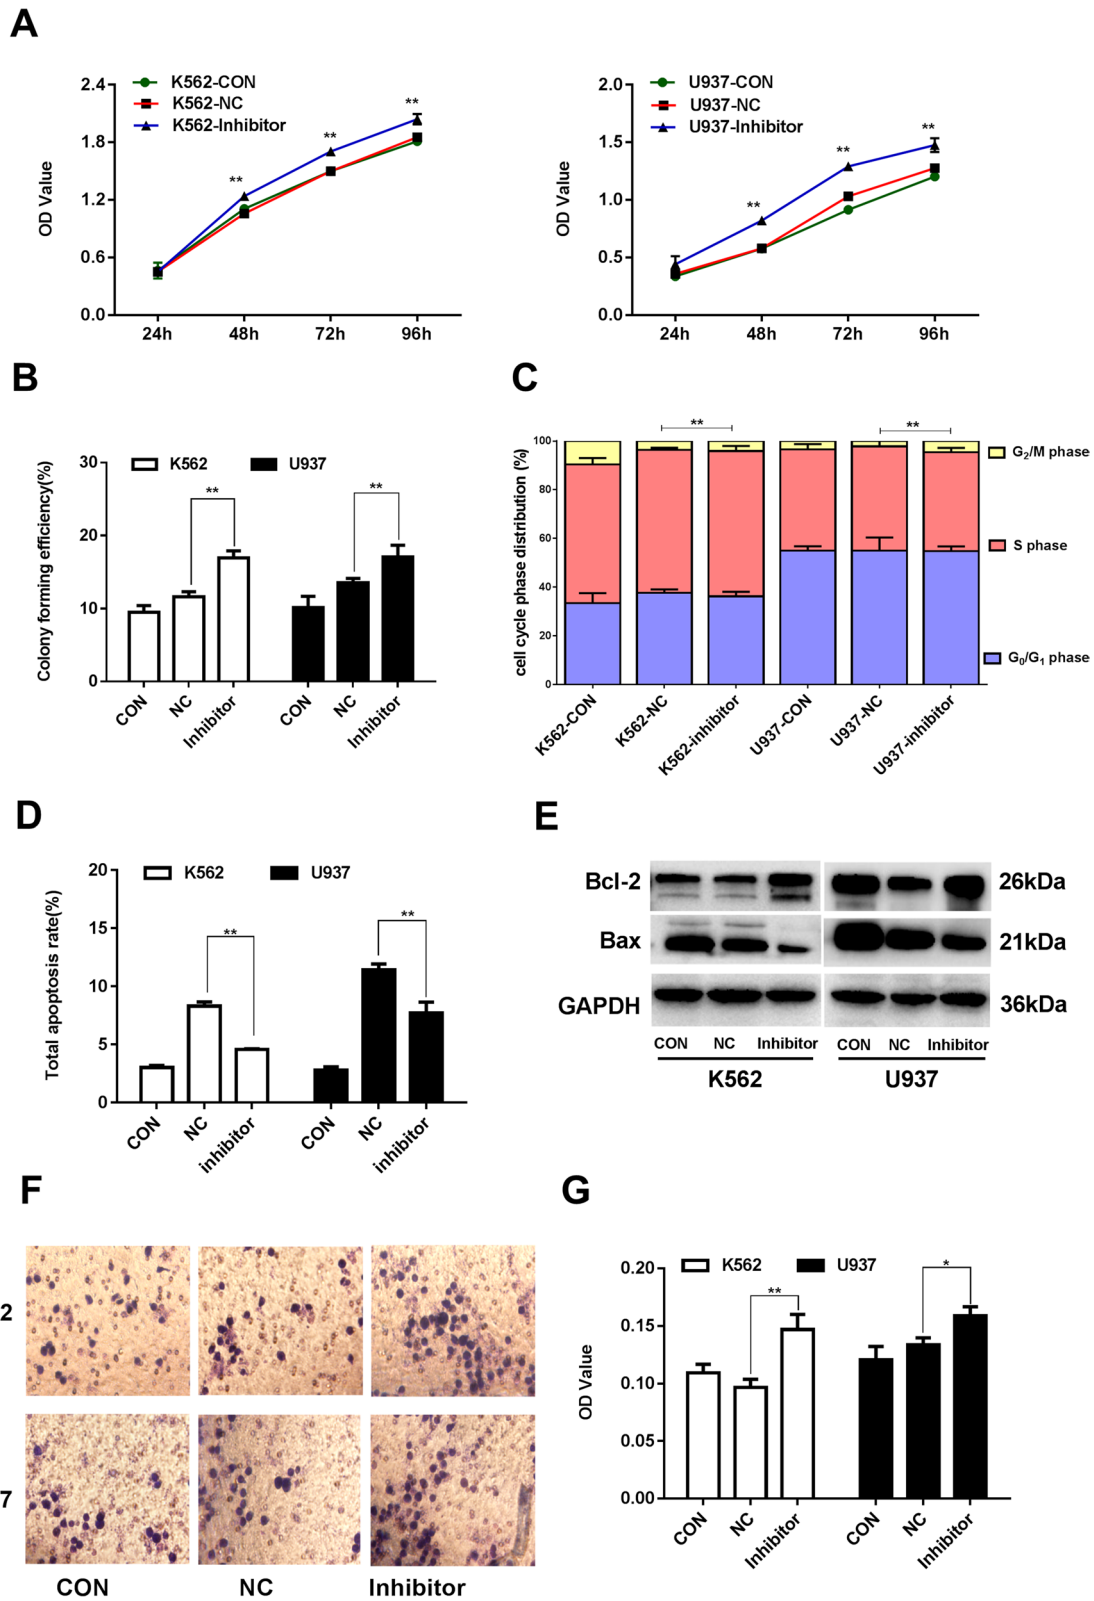 A
2.4
1.8
1.2
0.6
0.0
OD Value
K562-CON
K562-NC
K562-Inhibitor
**
**
**
24h 48h 72h 96h
2.0
1.5
1.0
0.5
0.0
OD Value
U937-CON
U937-NC
U937-Inhibitor
**
**
**
24h 48h 72h 96h
B
30
20
10
0
Colony forming efficiency(%)
K562 U937
**
**
CON NC Inhibitor CON NC Inhibitor
C
100
80
60
40
20
0
cell cycle phase distribution (%)
**
**
G2/M phase
S phase
G0/G1 phase
K562-CON K562-NC K562-inhibitor U937-CON U937-NC U937-inhibitor
D
20
15
10
5
0
Total apoptosis rate(%)
K562 U937
**
**
CON NC inhibitor CON NC inhibitor
E
Bcl-2 26kDa
Bax 21kDa
GAPDH 36kDa
CON NC Inhibitor CON NC Inhibitor
K562 U937
F
2
7
CON NC Inhibitor
G
0.20
0.15
0.10
0.05
0.00
OD Value
K562 U937
**
*
CON NC Inhibitor CON NC Inhibitor